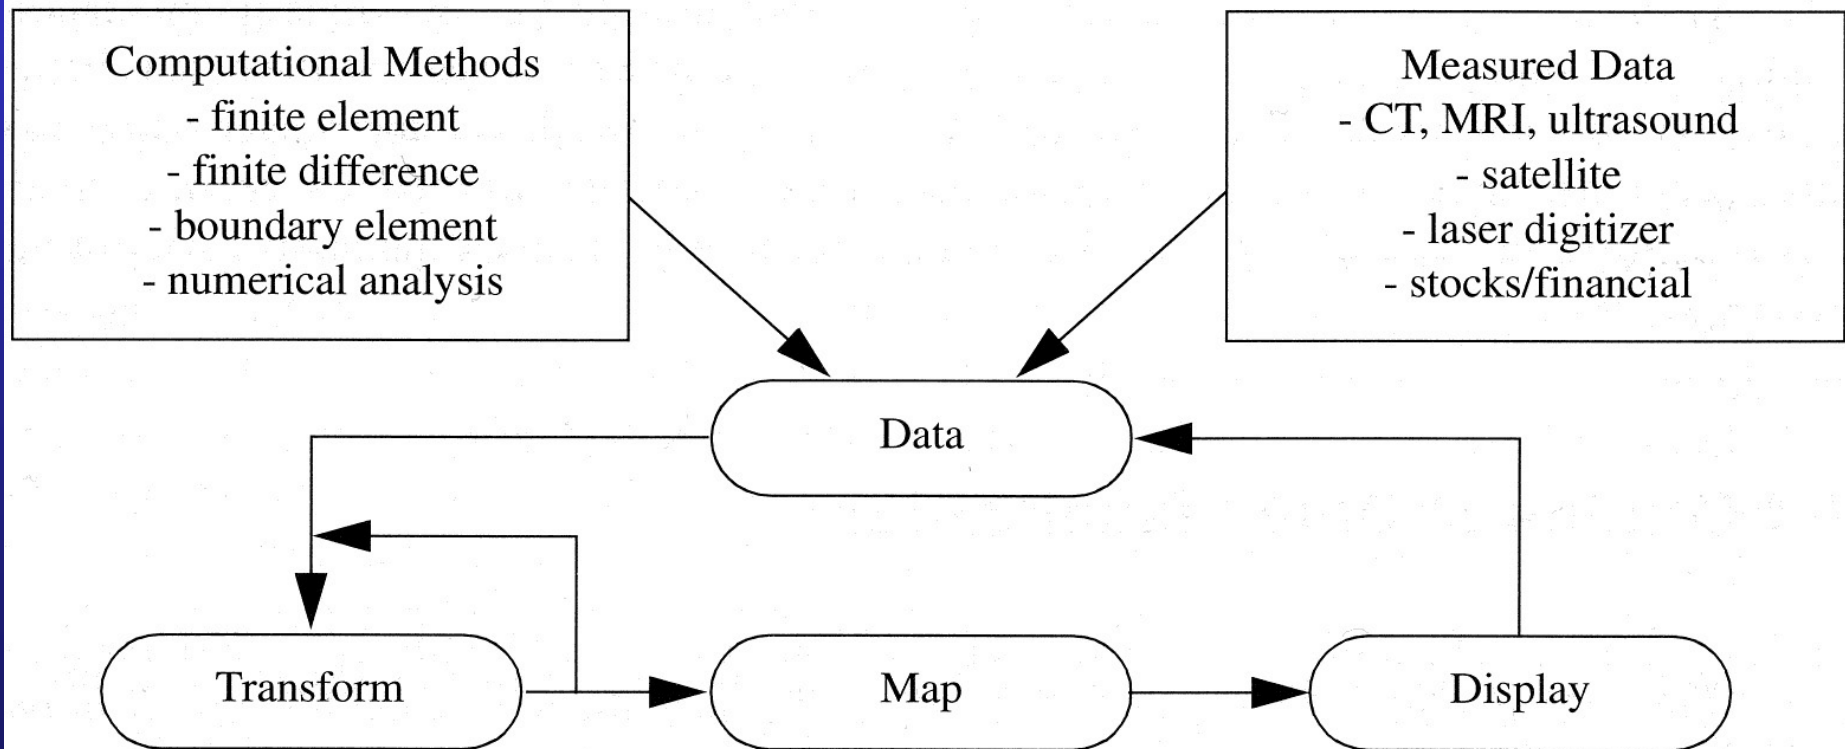 Computational Methods
- finite element
- finite difference
- boundary element
- numerical analysis
Measured Data
- CT, MRI, ultrasound
- satellite
- laser digitizer
- stocks/financial
Data
Transform
Map
Display